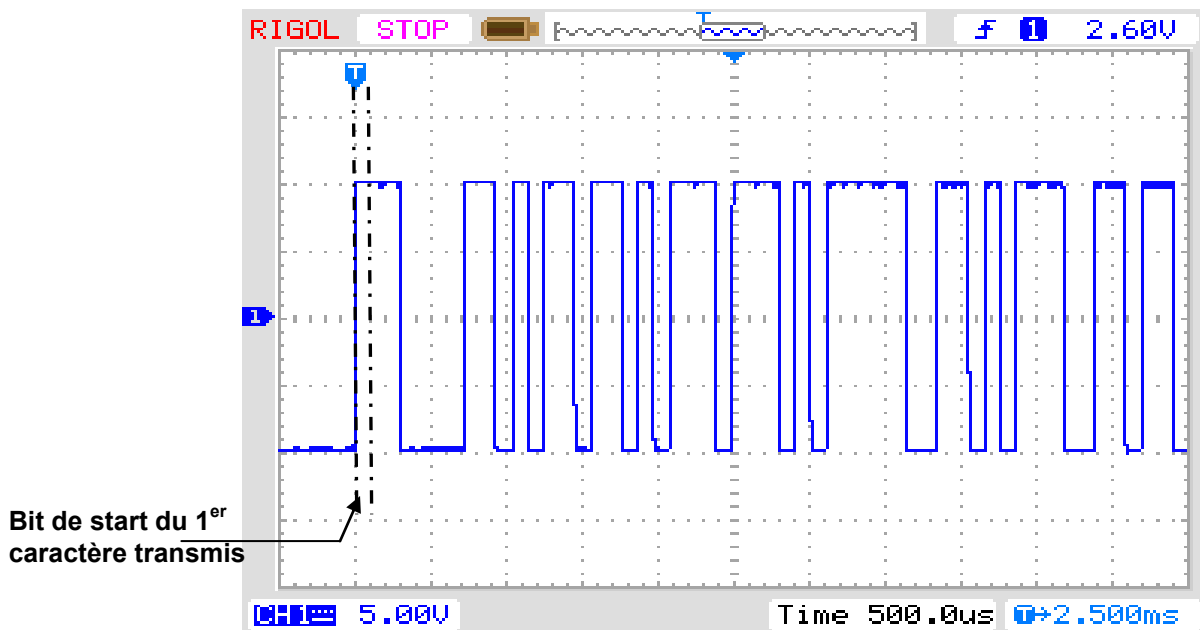 RIGOL STOP T f 1 2.60V
T
1
Bit de start du 1er
caractère transmis
CH1 5.00V Time 500.0us T→2.500ms